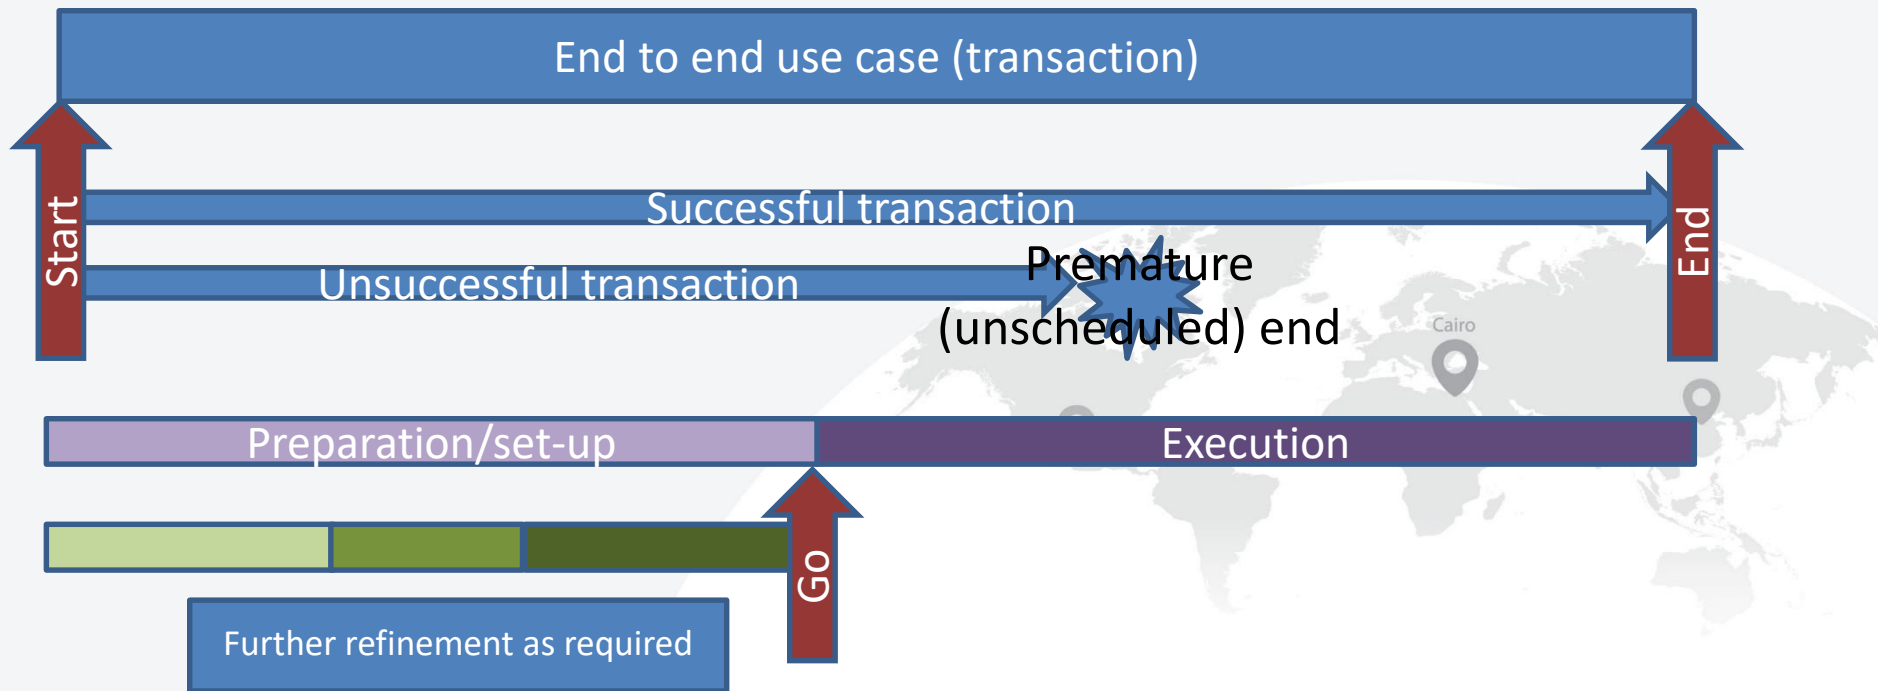 End to end use case (transaction)
Start
Successful transaction
End
Unsuccessful transaction
Premature
(unscheduled) end
Cairo
Preparation/set-up
Execution
Go
Further refinement as required